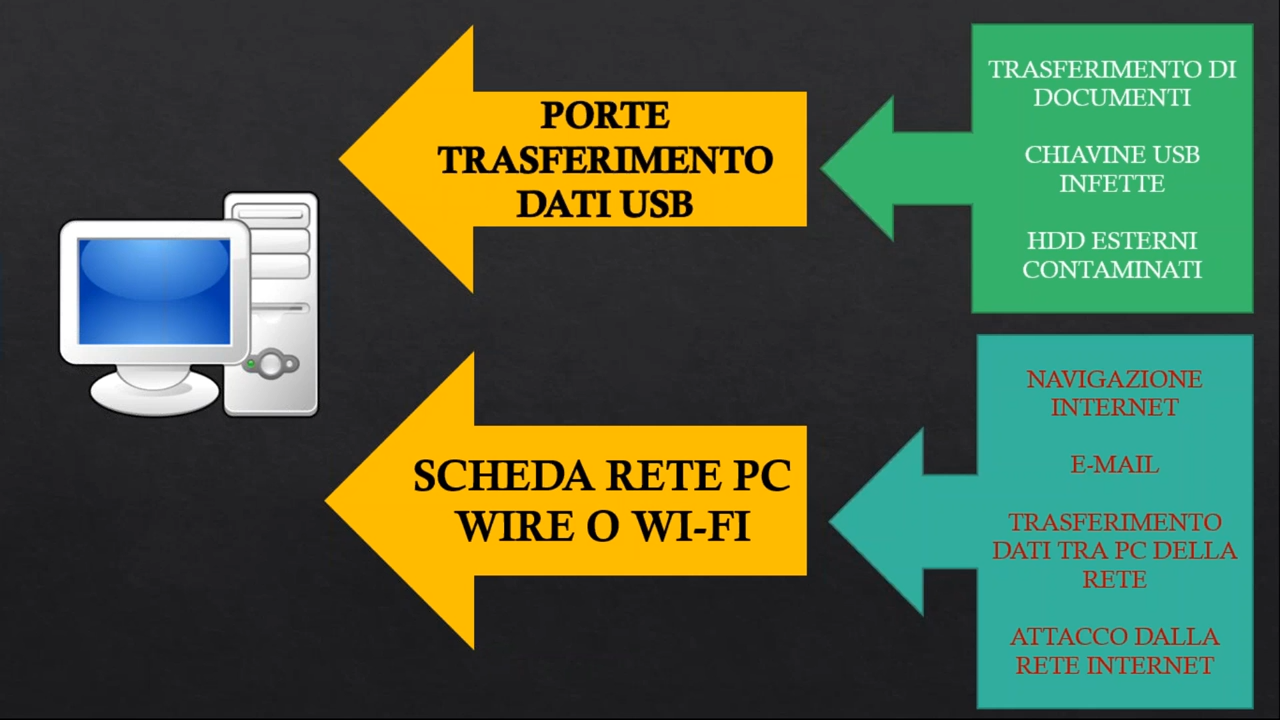 PORTE
TRASFERIMENTO
DATI USB
TRASFERIMENTO DI
DOCUMENTI
CHIAVINE USB
INFETTE
HDD ESTERNI
CONTAMINATI
SCHEDA RETE PC
WIRE O WI-FI
NAVIGAZIONE
INTERNET
E-MAIL
TRASFERIMENTO
DATI TRA PC DELLA
RETE
ATTACCO DALLA
RETE INTERNET